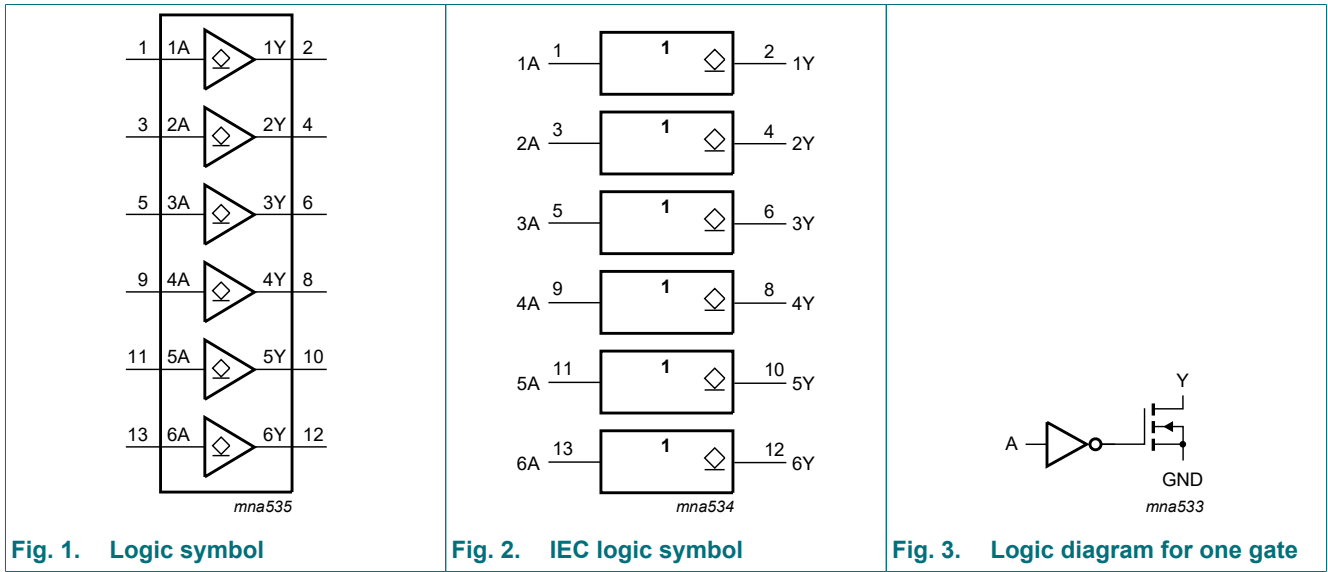 1 1A 1Y 2
3 2A 2Y 4
5 3A 3Y 6
9 4A 4Y 8
11 5A 5Y 10
13 6A 6Y 12
mna535
Fig. 1. Logic symbol
1A 1 1 2 1Y
2A 3 1 4 2Y
3A 5 1 6 3Y
4A 9 1 8 4Y
5A 11 1 10 5Y
6A 13 1 12 6Y
mna534
Fig. 2. IEC logic symbol
Y
A
GND
mna533
Fig. 3. Logic diagram for one gate